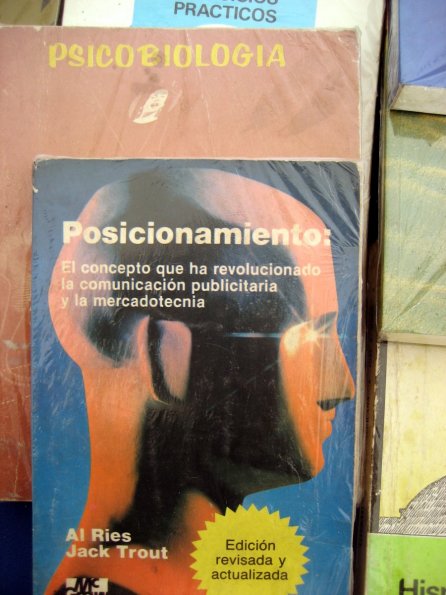 PRACTICOS
PSICOBIOLOGIA
Posicionamiento:
El concepto que ha revolucionado
la comunicación publicitaria
y la mercadotecnia
Al Ries
Jack Trout
Edición
revisada y
actualizada
Mc